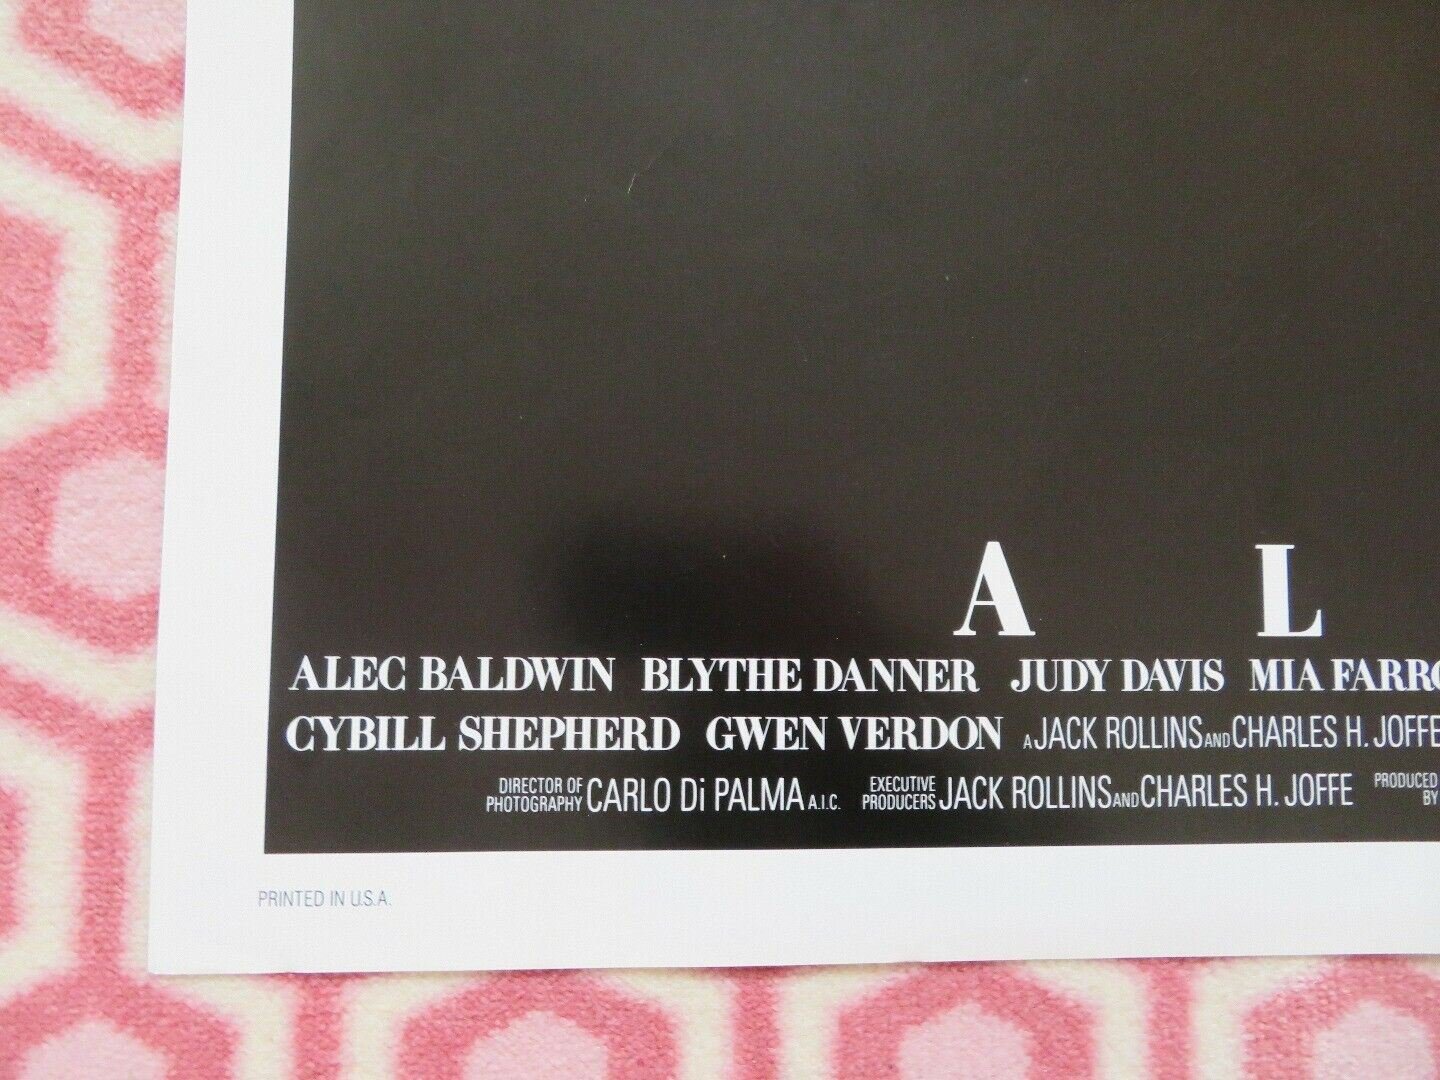 A L
ALEC BALDWIN BLYTHE DANNER JUDY DAVIS MIA FARRO
CYBILL SHEPHERD GWEN VERDON A JACK ROLLINS AND CHARLES H. JOFFE
DIRECTOR OF PHOTOGRAPHY CARLO Di PALMA A.I.C. EXECUTIVE PRODUCERS JACK ROLLINS AND CHARLES H. JOFFE PRODUCED BY
PRINTED IN U.S.A.